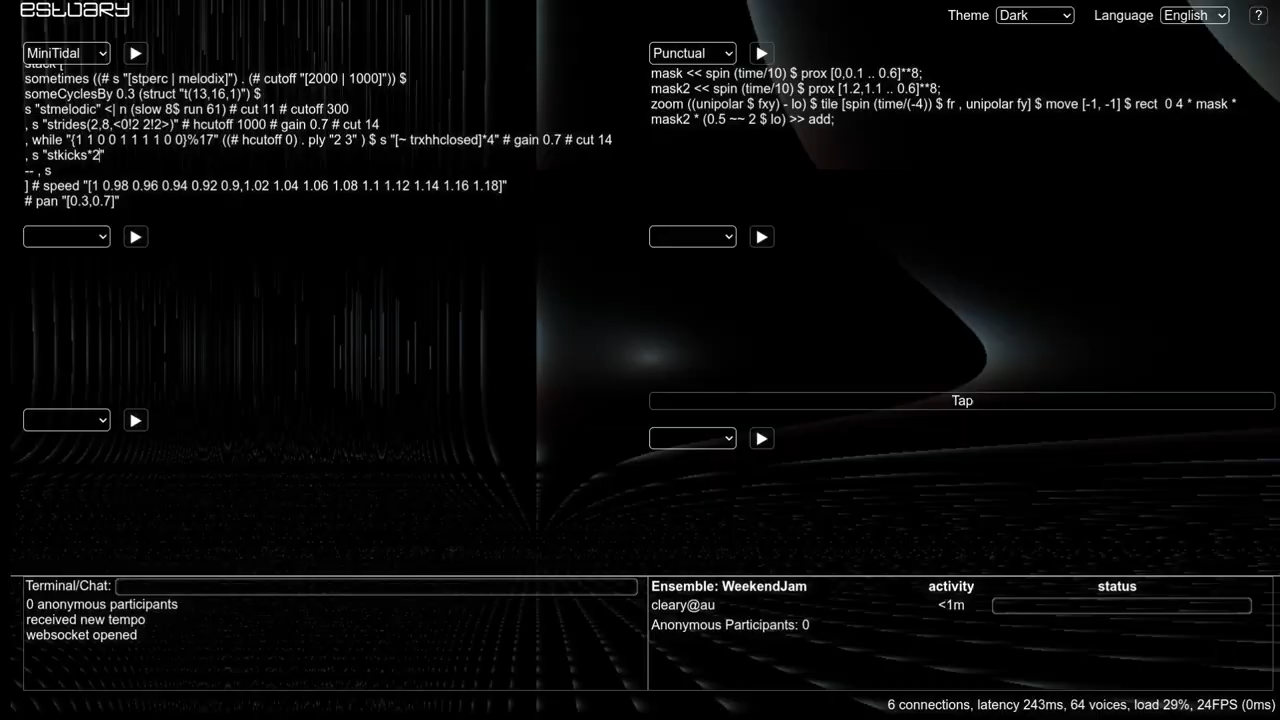 estuary
Theme Dark Language English ?
MiniTidal
stack [
sometimes ((# s "[stperc | melodix]") . (# cutoff "[2000 | 1000]")) $
someCyclesBy 0.3 (struct "t(13,16,1)") $
s "stmelodic" <| n (slow 8$ run 61) # cut 11 # cutoff 300
, s "strides(2,8,<0!2 2!2>)" # hcutoff 1000 # gain 0.7 # cut 14
, while "{1 1 0 0 1 1 1 1 0 0}%17" ((# hcutoff 0) . ply "2 3" ) $ s "[~ trxhhclosed]*4" # gain 0.7 # cut 14
, s "stkicks*2"
-- , s
] # speed "[1 0.98 0.96 0.94 0.92 0.9,1.02 1.04 1.06 1.08 1.1 1.12 1.14 1.16 1.18]"
# pan "[0.3,0.7]"
Punctual
mask << spin (time/10) $ prox [0,0.1 .. 0.6]**8;
mask2 << spin (time/10) $ prox [1.2,1.1 .. 0.6]**8;
zoom ((unipolar $ fxy) - lo) $ tile [spin (time/(-4)) $ fr , unipolar fy] $ move [-1, -1] $ rect  0 4 * mask *
mask2 * (0.5 ~~ 2 $ lo) >> add;
Tap
Terminal/Chat:
0 anonymous participants
received new tempo
websocket opened
Ensemble: WeekendJam activity status
cleary@au <1m
Anonymous Participants: 0
6 connections, latency 243ms, 64 voices, load 29%, 24FPS (0ms)